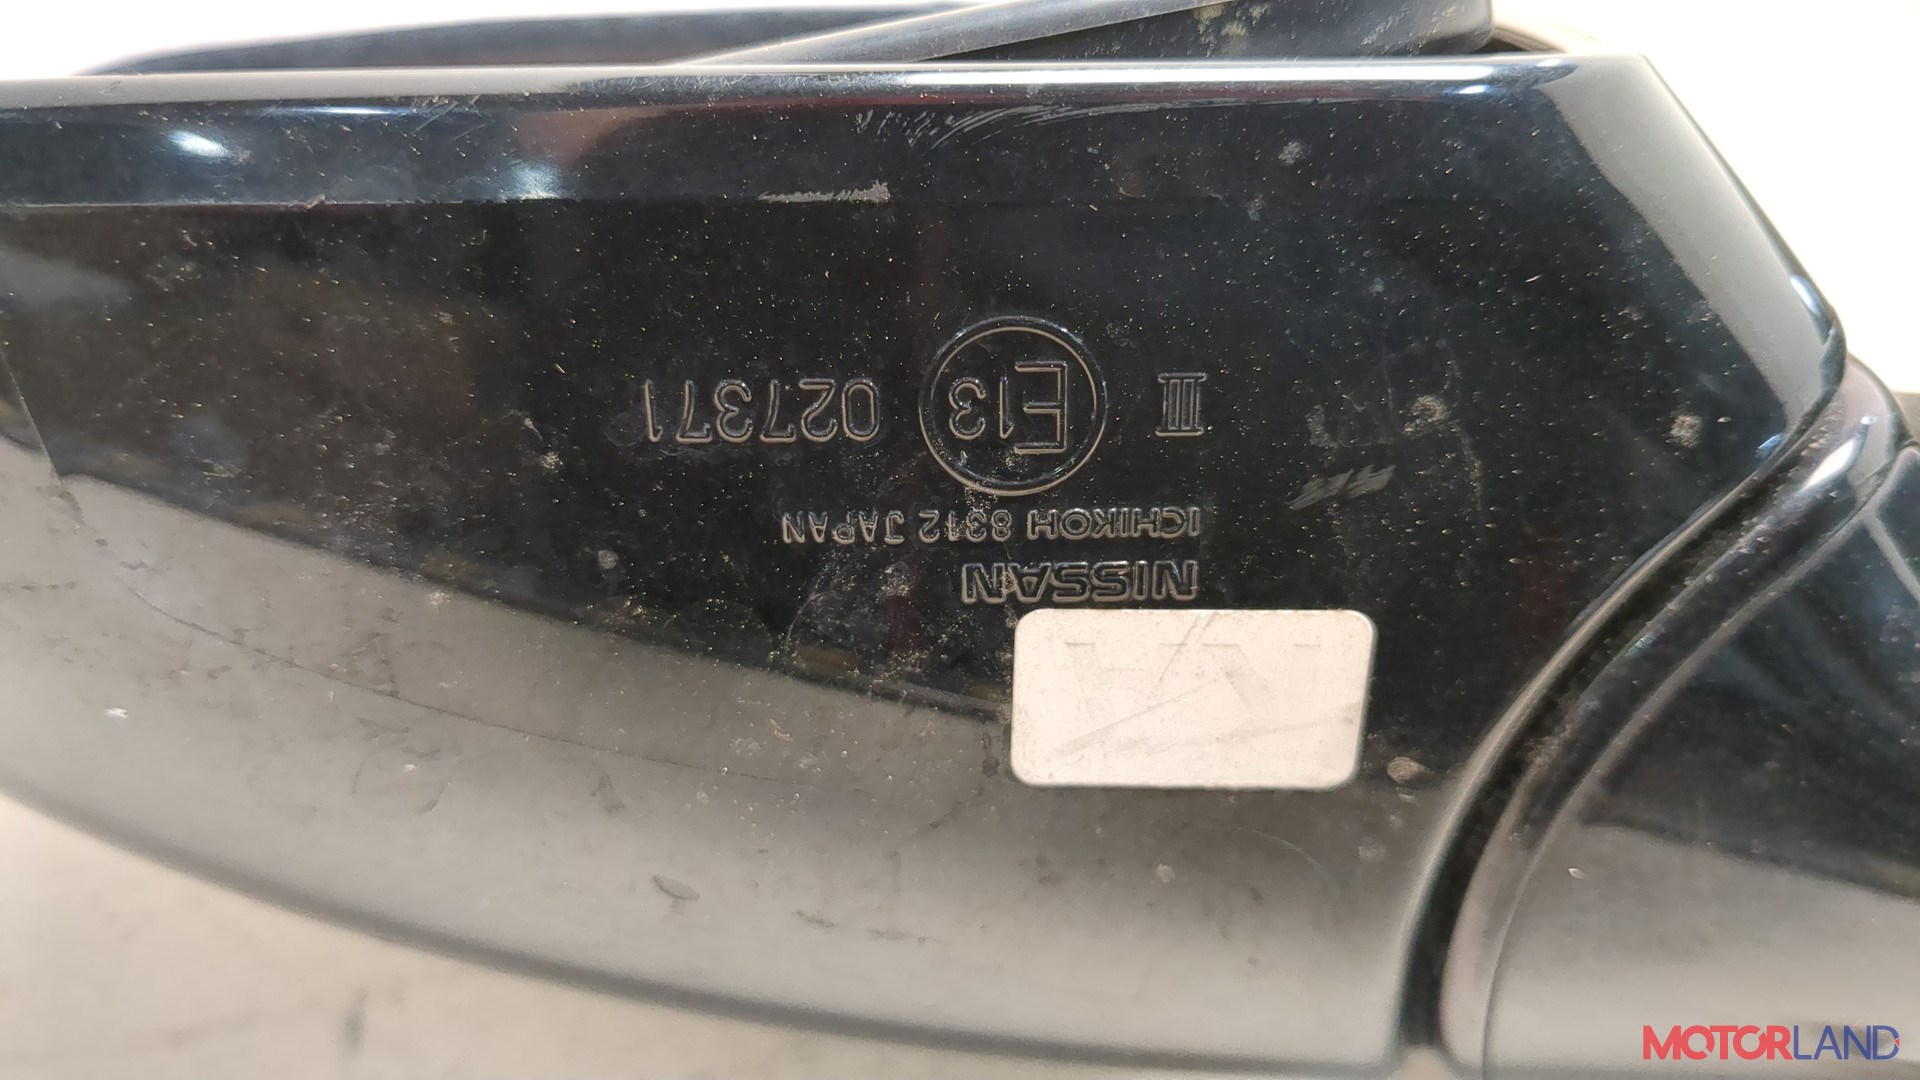 NISSAN
ICHIKOH 8312 JAPAN
III E13 027371
MOTORLAND